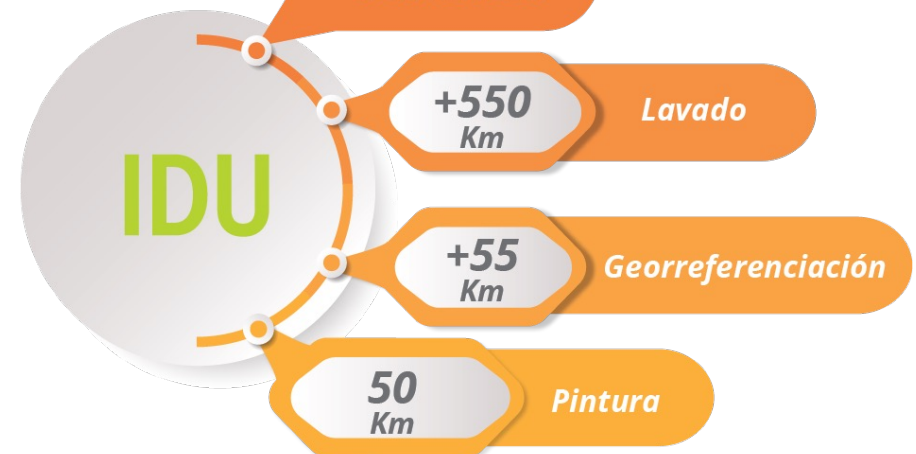 IDU
+550
Km
Lavado
+55
Km
Georreferenciación
50
Km
Pintura